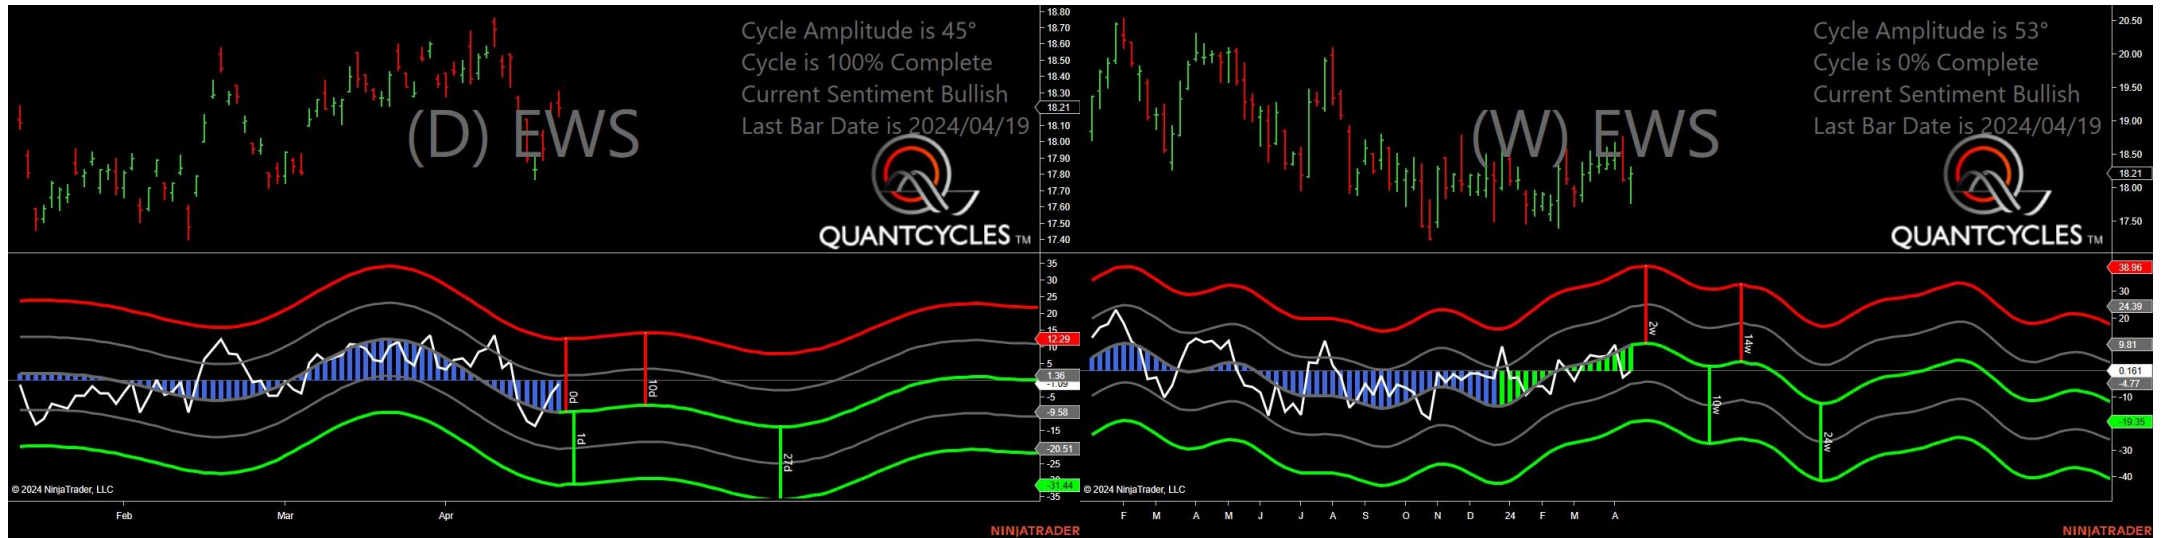 Cycle Amplitude is 45°
Cycle is 100% Complete
Current Sentiment Bullish
Last Bar Date is 2024/04/19
(D) EWS
QUANTCYCLES TM
18.80
18.70
18.60
18.50
18.40
18.30
18.21
18.10
18.00
17.90
17.80
17.70
17.60
17.50
17.40
35
30
25
20
15
12.29
10
5
1.36
-1.09
-5
-9.58
-15
-20.51
-25
-31.44
-35
0d
1d
10d
27d
© 2024 NinjaTrader, LLC
Feb Mar Apr
NINJATRADER
Cycle Amplitude is 53°
Cycle is 0% Complete
Current Sentiment Bullish
Last Bar Date is 2024/04/19
(W) EWS
QUANTCYCLES TM
20.50
20.00
19.50
19.00
18.50
18.21
18.00
17.50
38.96
30
24.39
20
9.81
0.161
-4.77
-10
-19.35
-30
-40
2w
10w
14w
24w
© 2024 NinjaTrader, LLC
F M A M J J A S O N D 24 F M A
NINJATRADER